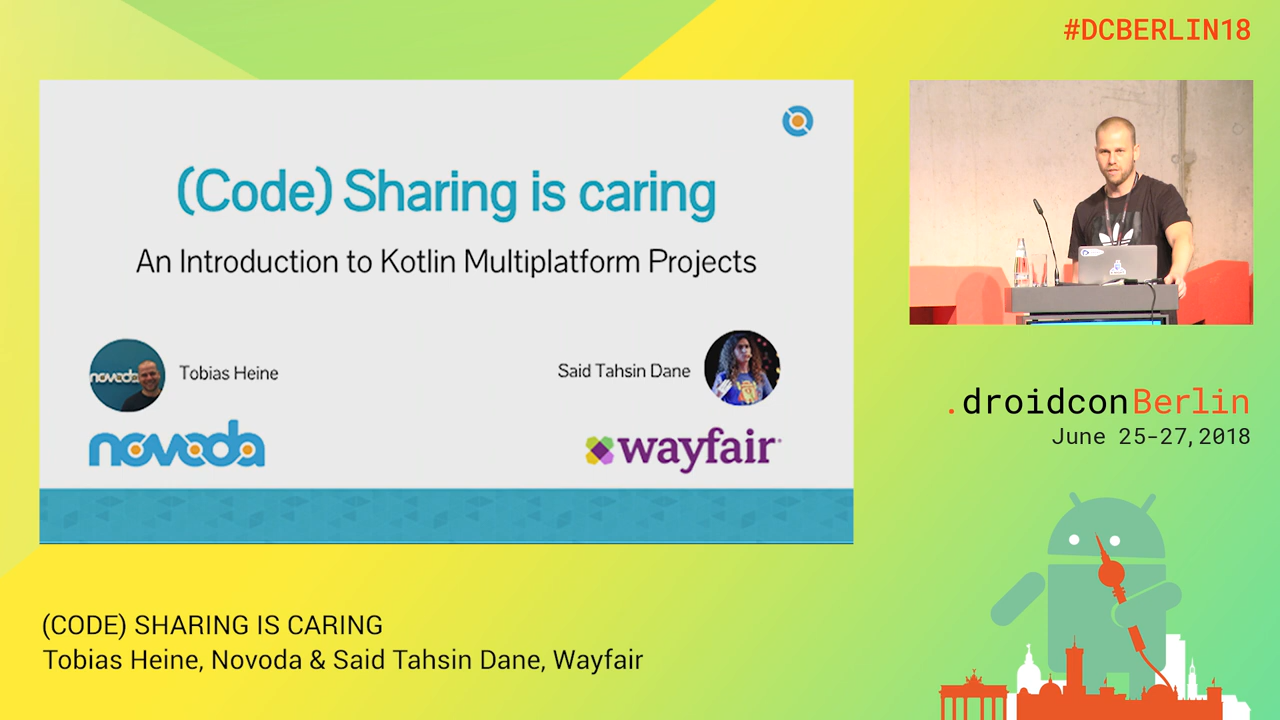 #DCBERLIN18
(Code) Sharing is caring
An Introduction to Kotlin Multiplatform Projects
novoda
Tobias Heine
Said Tahsin Dane
novoda
wayfair
.droidconBerlin
June 25-27, 2018
(CODE) SHARING IS CARING
Tobias Heine, Novoda & Said Tahsin Dane, Wayfair